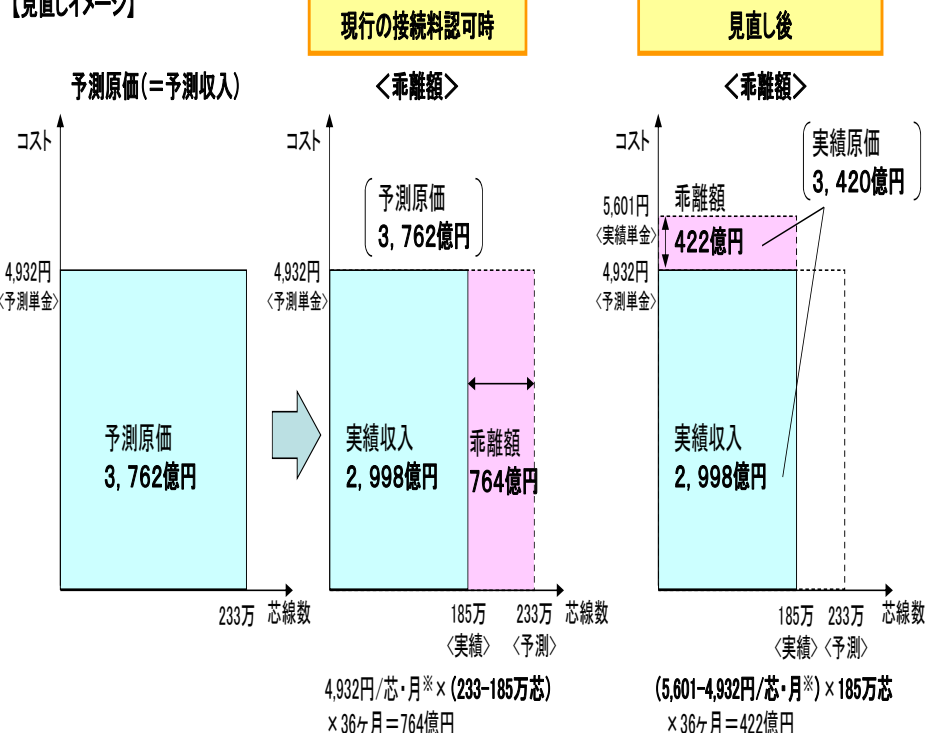 【見直しイメージ】
現行の接続料認可時
見直し後
予測原価(=予測収入)
<乖離額>
<乖離額>
コスト
4,932円
<予測単金>
予測原価
3,762億円
233万
芯線数
コスト
予測原価
3,762億円
4,932円
<予測単金>
実績収入
2,998億円
乖離額
764億円
185万
<実績>
233万
<予測>
芯線数
4,932円/芯・月※×(233-185万芯)
×36ヶ月=764億円
コスト
実績原価
3,420億円
5,601円
<実績単金>
乖離額
422億円
4,932円
<予測単金>
実績収入
2,998億円
185万
<実績>
233万
<予測>
芯線数
(5,601-4,932円/芯・月※)×185万芯
×36ヶ月=422億円